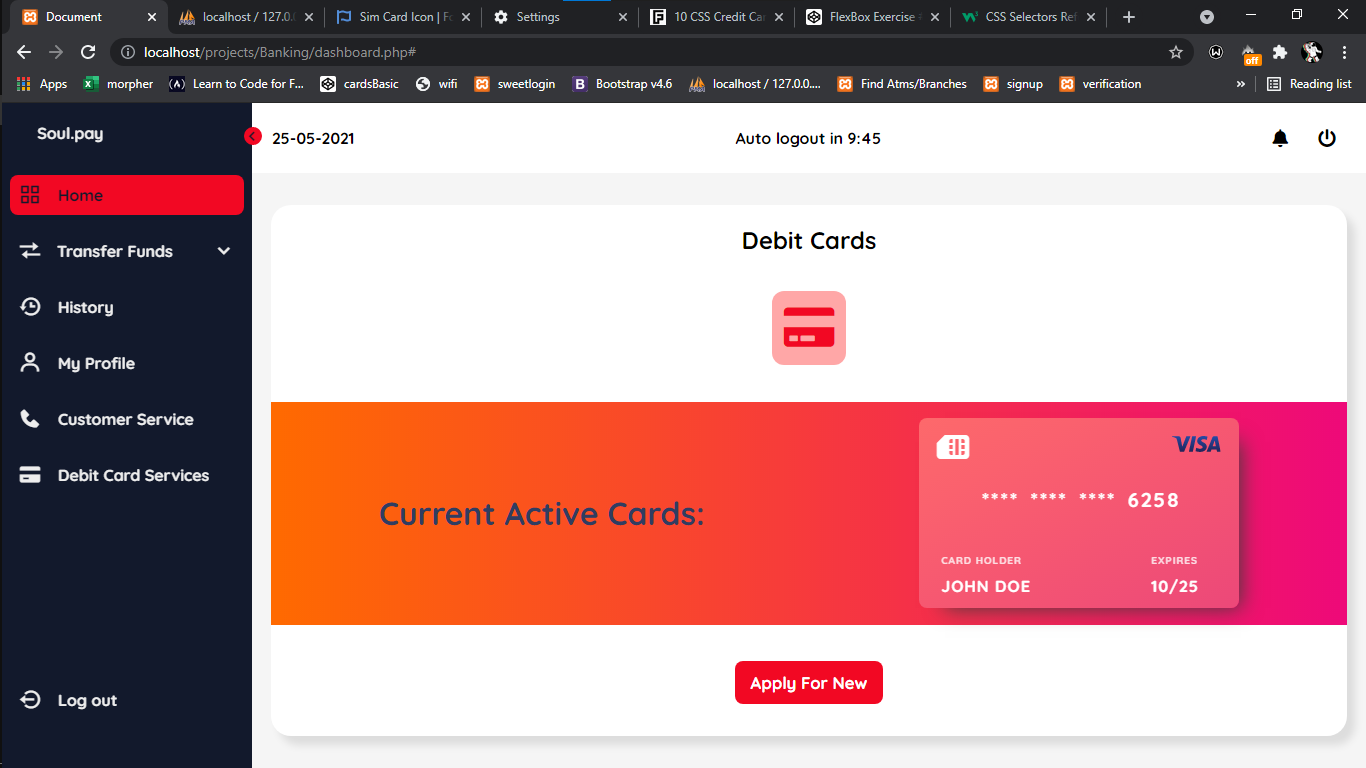 Document
localhost / 127.0.
Sim Card Icon | F
Settings
10 CSS Credit Ca
FlexBox Exercise
CSS Selectors Re
localhost/projects/Banking/dashboard.php#
off
Apps
morpher
Learn to Code for F...
cardsBasic
wifi
sweetlogin
Bootstrap v4.6
localhost / 127.0.0....
Find Atms/Branches
signup
verification
»
Reading list
Soul.pay
25-05-2021
Auto logout in 9:45
Home
Transfer Funds
History
My Profile
Customer Service
Debit Card Services
Log out
Debit Cards
Current Active Cards:
VISA
**** **** **** 6258
CARD HOLDER
EXPIRES
JOHN DOE
10/25
Apply For New